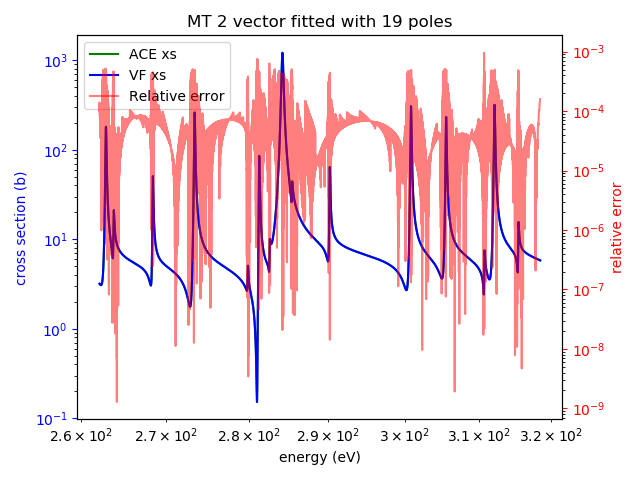 MT 2 vector fitted with 19 poles
ACE xs
VF xs
Relative error
cross section (b)
10³
10²
10¹
10⁰
10⁻¹
relative error
10⁻³
10⁻⁴
10⁻⁵
10⁻⁶
10⁻⁷
10⁻⁸
10⁻⁹
2.6 × 10² 2.7 × 10² 2.8 × 10² 2.9 × 10² 3 × 10² 3.1 × 10² 3.2 × 10²
energy (eV)